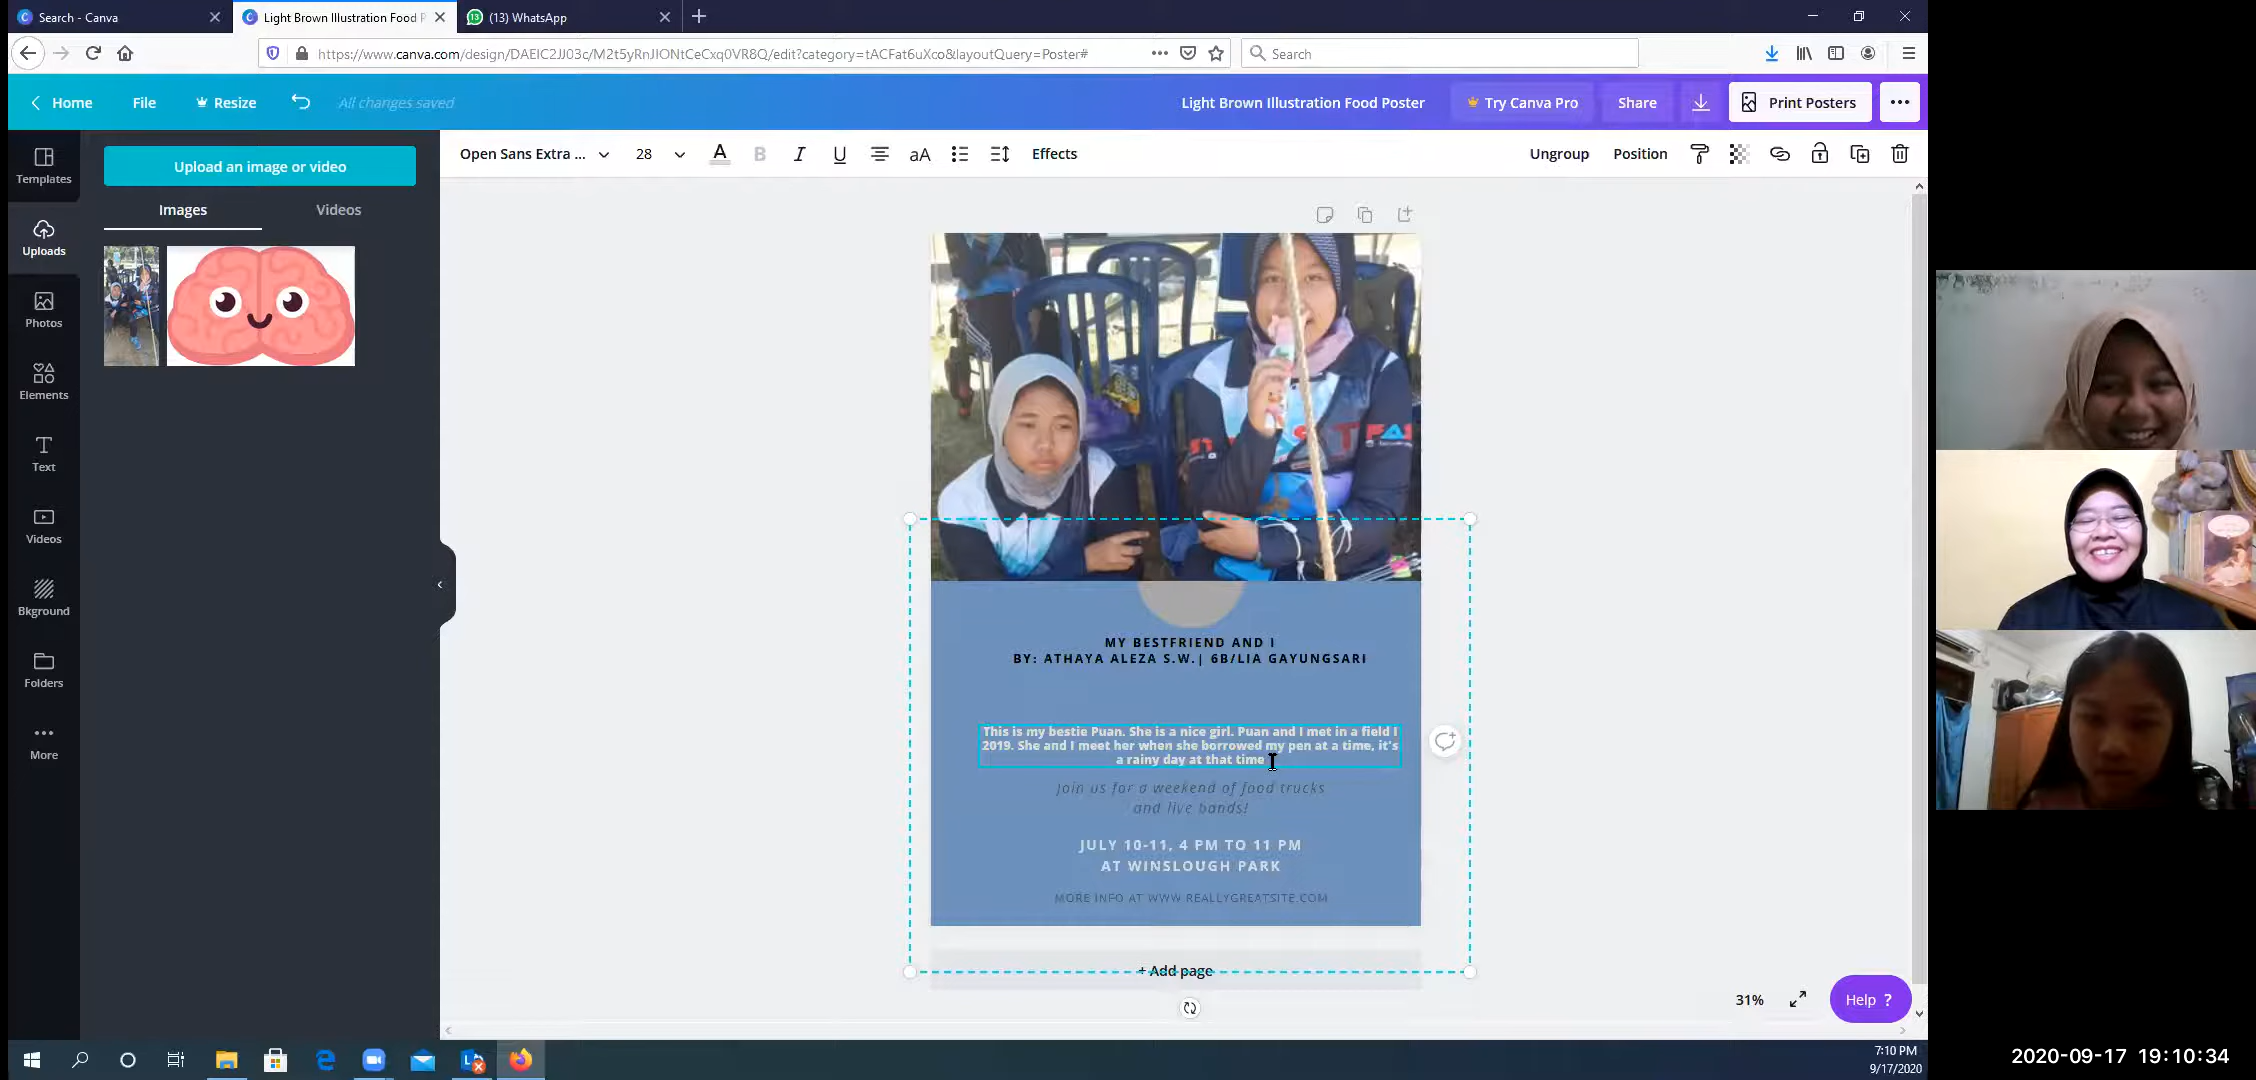 Search - Canva
Light Brown Illustration Food P
(13) WhatsApp
https://www.canva.com/design/DAEIC2JJ03c/M2t5yRnJIONtCeCxq0VR8Q/edit?category=tACFat6uXco&layoutQuery=Poster#
Search
Home
File
Resize
All changes saved
Light Brown Illustration Food Poster
Try Canva Pro
Share
Print Posters
Open Sans Extra ...
28
A
B
I
U
aA
Effects
Ungroup
Position
Templates
Uploads
Photos
Elements
Text
Videos
Bkground
Folders
More
Upload an image or video
Images
Videos
MY BESTFRIEND AND I
BY: ATHAYA ALEZA S.W.| 6B/LIA GAYUNGSARI
This is my bestie Puan. She is a nice girl. Puan and I met in a field I
2019. She and I meet her when she borrowed my pen at a time, it's
a rainy day at that time
Join us for a weekend of food trucks
and live bands!
JULY 10-11, 4 PM TO 11 PM
AT WINSLOUGH PARK
MORE INFO AT WWW REALLYGREATSITE.COM
+ Add page
31%
Help ?
7:10 PM
9/17/2020
2020-09-17 19:10:34